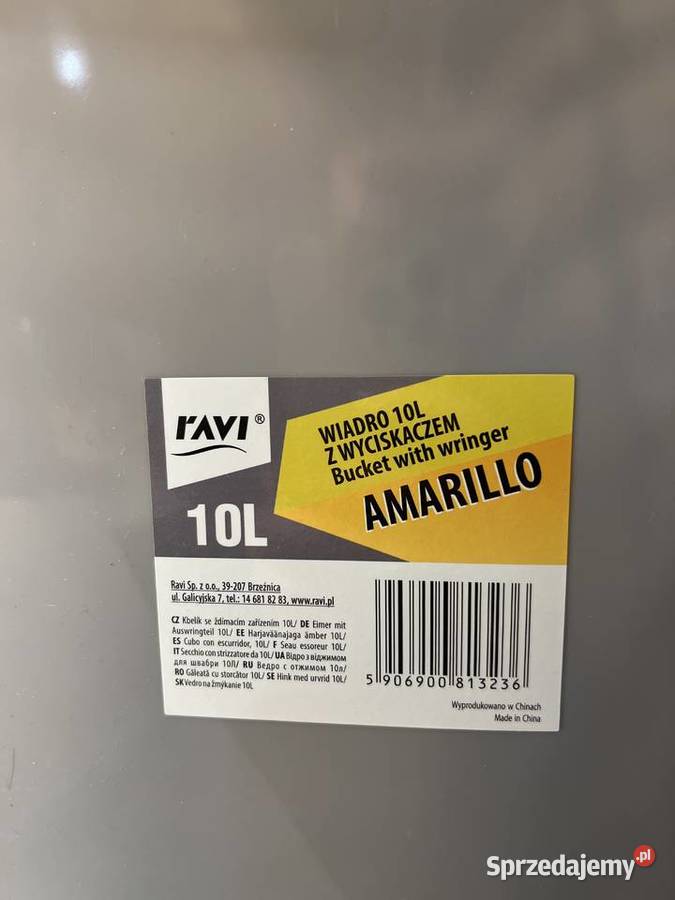 ravi®
WIADRO 10L
Z WYCISKACZEM
Bucket with wringer
AMARILLO
10L
Ravi Sp. z o.o., 39-207 Brzeźnica
ul. Galicyjska 7, tel.: 14 681 82 83, www.ravi.pl
CZ Kbelík se ždímacím zařízením 10L/ DE Eimer mit
Auswringteil 10L/ EE Harjaväänajaga ämber 10L/
ES Cubo con escurridor, 10L/ F Seau essoreur 10L/
IT Secchio con strizzatore da 10L/ UA Відро з віджимом
для швабри 10Л/ RU Ведро с отжимом 10л/
RO Găleată cu storcător 10L/ SE Hink med urvrid 10L/
SK Vedro na žmýkanie 10L
5 906900 813236
Wyprodukowano w Chinach
Made in China
Sprzedajemy.pl